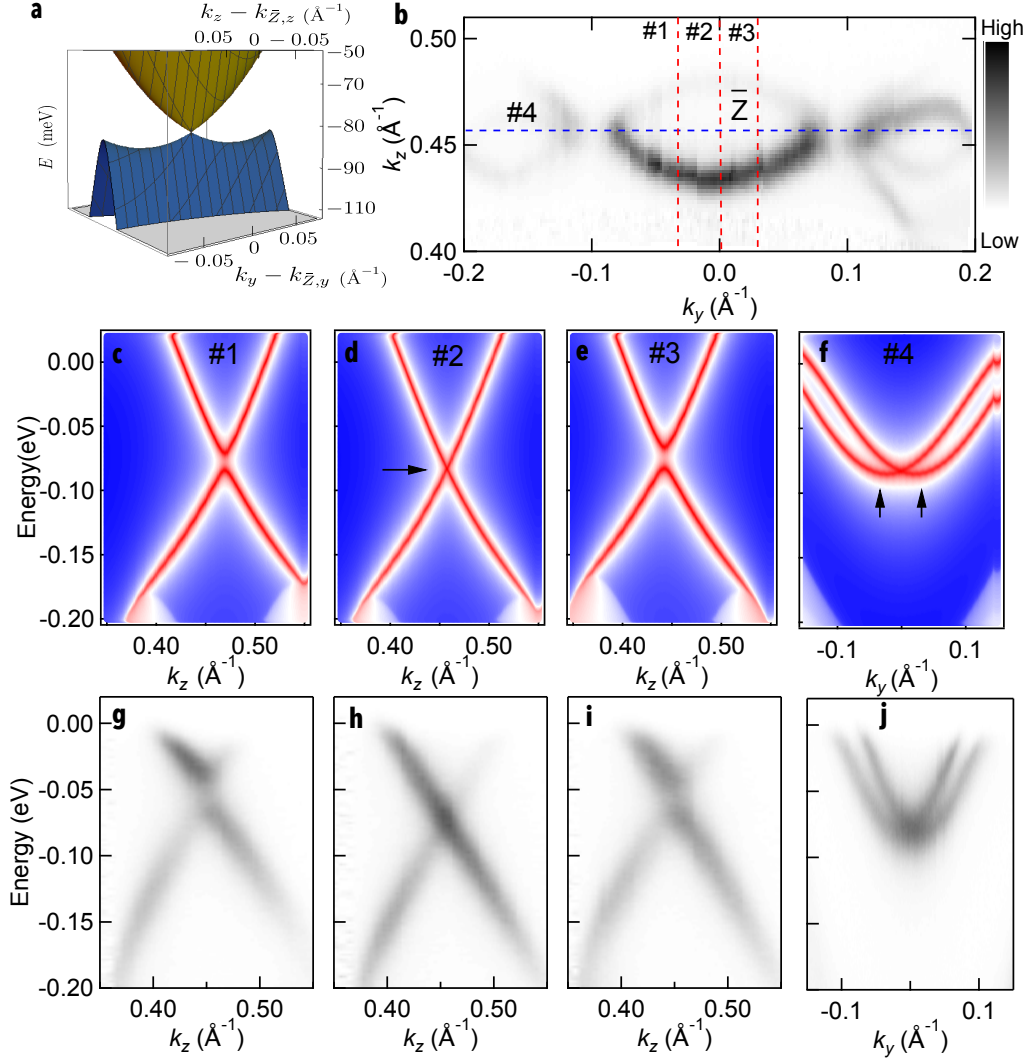 a
k_z − k_{Z̄,z} (Å⁻¹)
0.05 0 − 0.05
−50
−70
−80
−90
−110
E (meV)
− 0.05 0 0.05
k_y − k_{Z̄,y} (Å⁻¹)
b
#1 #2 #3
#4
Z̄
0.50
0.45
0.40
k_z (Å⁻¹)
-0.2 -0.1 0.0 0.1 0.2
k_y (Å⁻¹)
High
Low
c #1
d #2
e #3
f #4
0.00
-0.05
-0.10
-0.15
-0.20
Energy(eV)
0.40 0.50
k_z (Å⁻¹)
0.40 0.50
k_z (Å⁻¹)
0.40 0.50
k_z (Å⁻¹)
-0.1 0.1
k_y (Å⁻¹)
g
h
i
j
0.00
-0.05
-0.10
-0.15
-0.20
Energy (eV)
0.40 0.50
k_z (Å⁻¹)
0.40 0.50
k_z (Å⁻¹)
0.40 0.50
k_z (Å⁻¹)
-0.1 0.1
k_y (Å⁻¹)